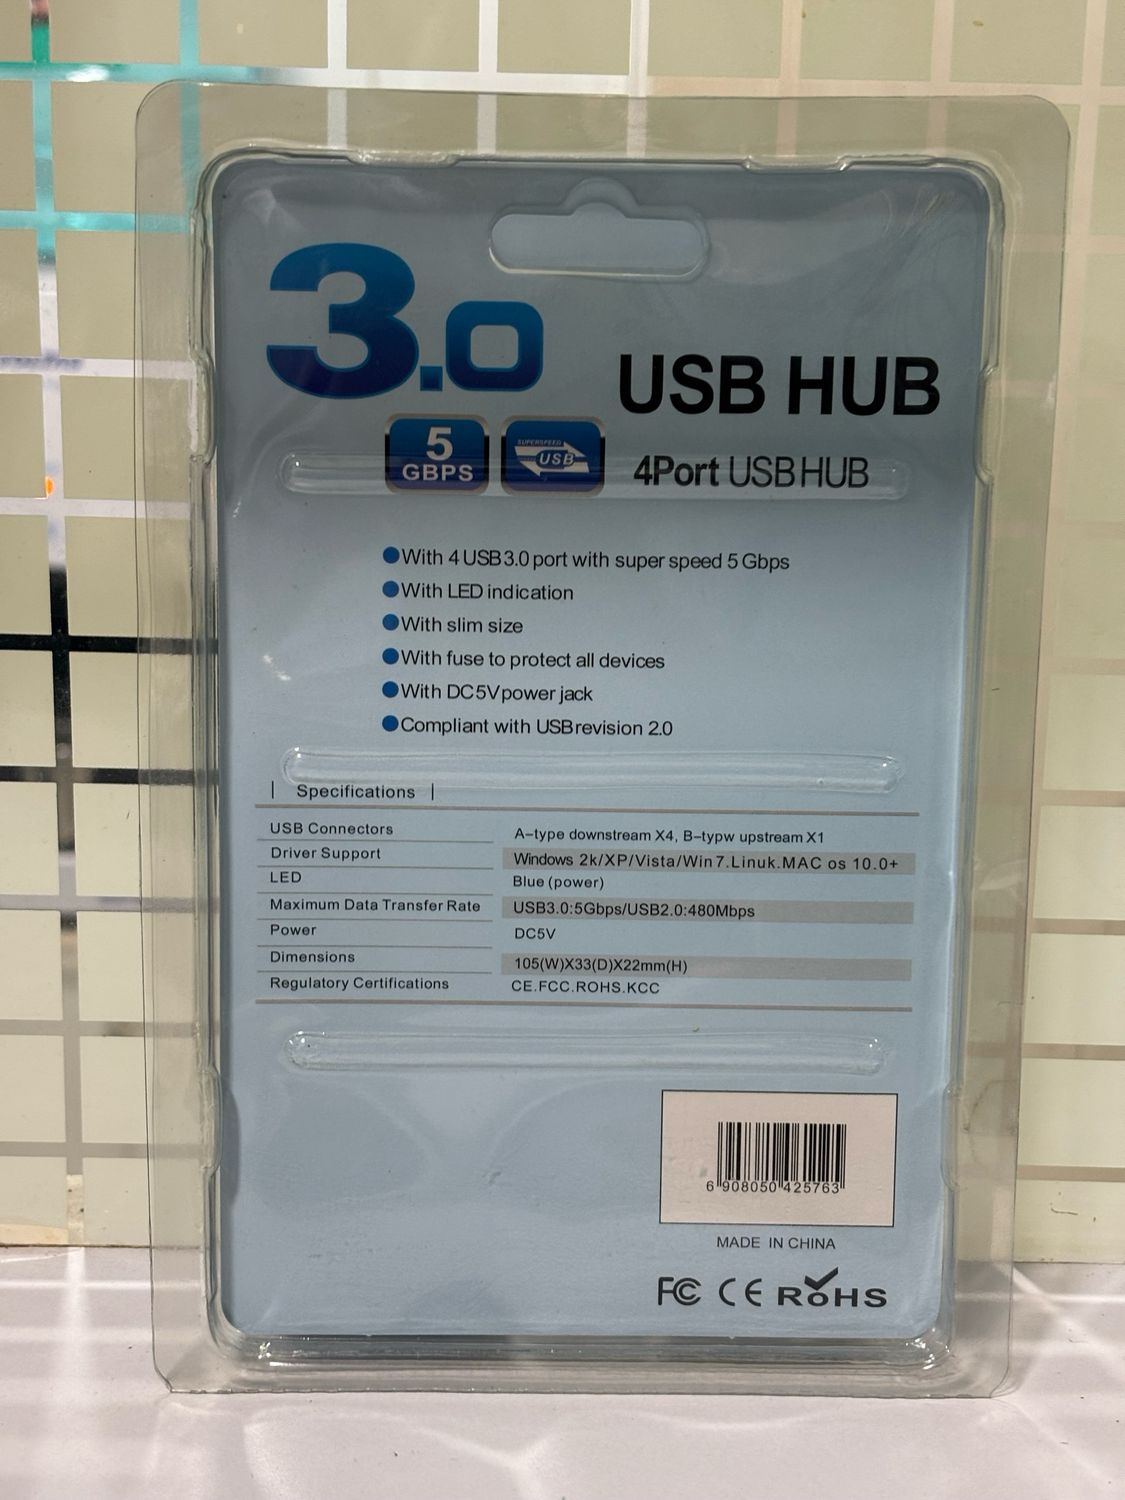 3.0
USB HUB
5
GBPS
SUPERSPEED
USB
4Port USB HUB
With 4 USB 3.0 port with super speed 5 Gbps
With LED indication
With slim size
With fuse to protect all devices
With DC 5V power jack
Compliant with USB revision 2.0
Specifications
USB Connectors A-type downstream X4, B-typw upstream X1
Driver Support Windows 2k/XP/Vista/Win 7.Linuk.MAC os 10.0+
LED Blue (power)
Maximum Data Transfer Rate USB3.0:5Gbps/USB2.0:480Mbps
Power DC5V
Dimensions 105(W)X33(D)X22mm(H)
Regulatory Certifications CE.FCC.ROHS.KCC
6 908050 425763
MADE IN CHINA
FC CE RoHS